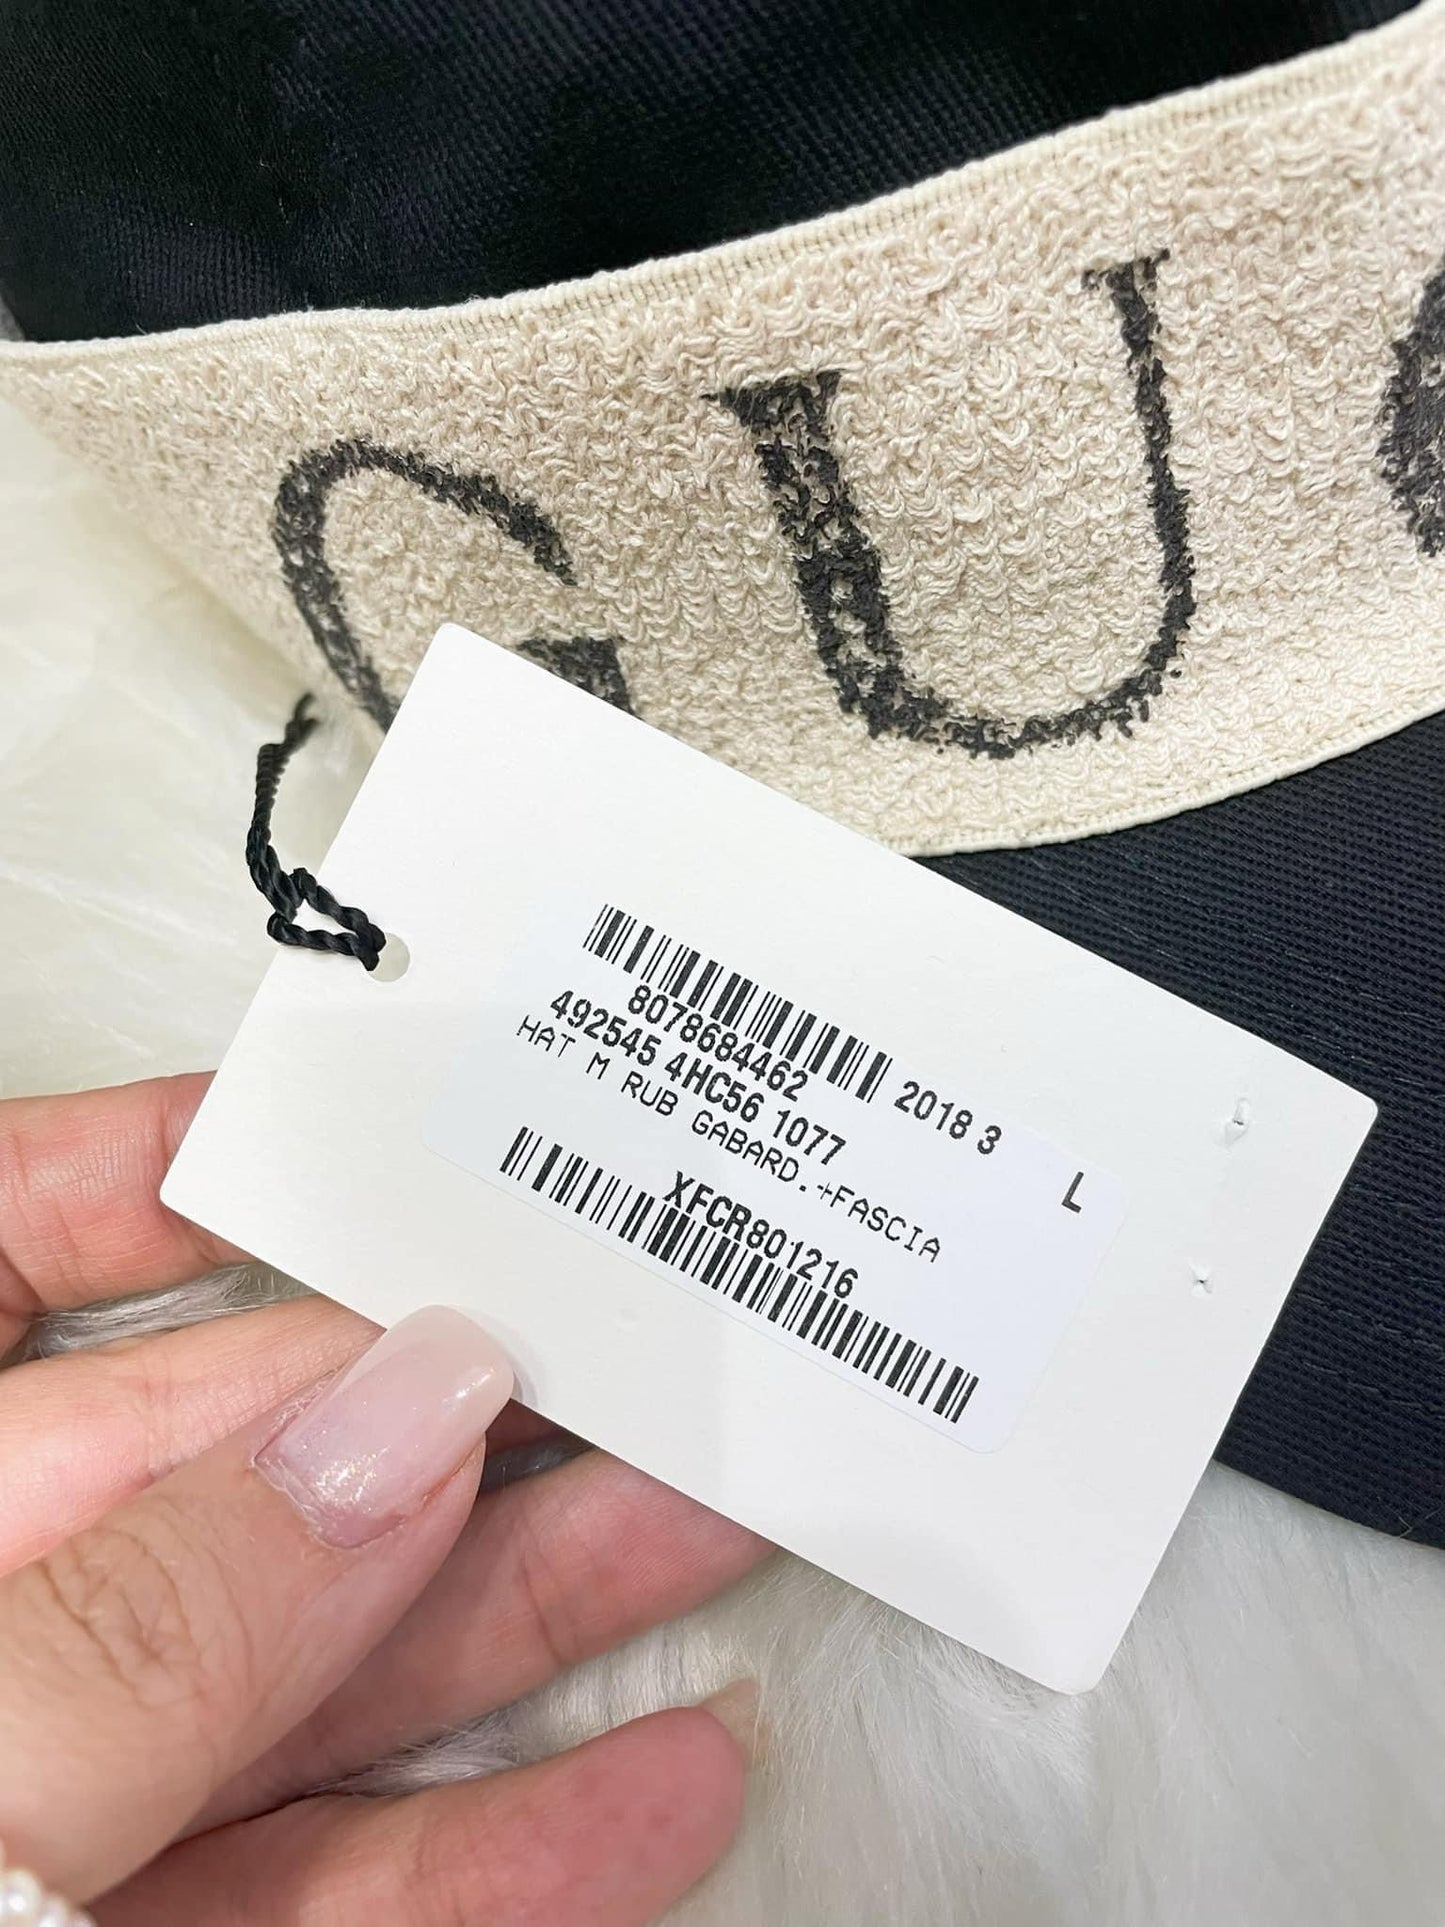 GUC
8078684462 2018 3
492545 4HC56 1077 L
HAT M RUB GABARD.+FASCIA
XFCR801216